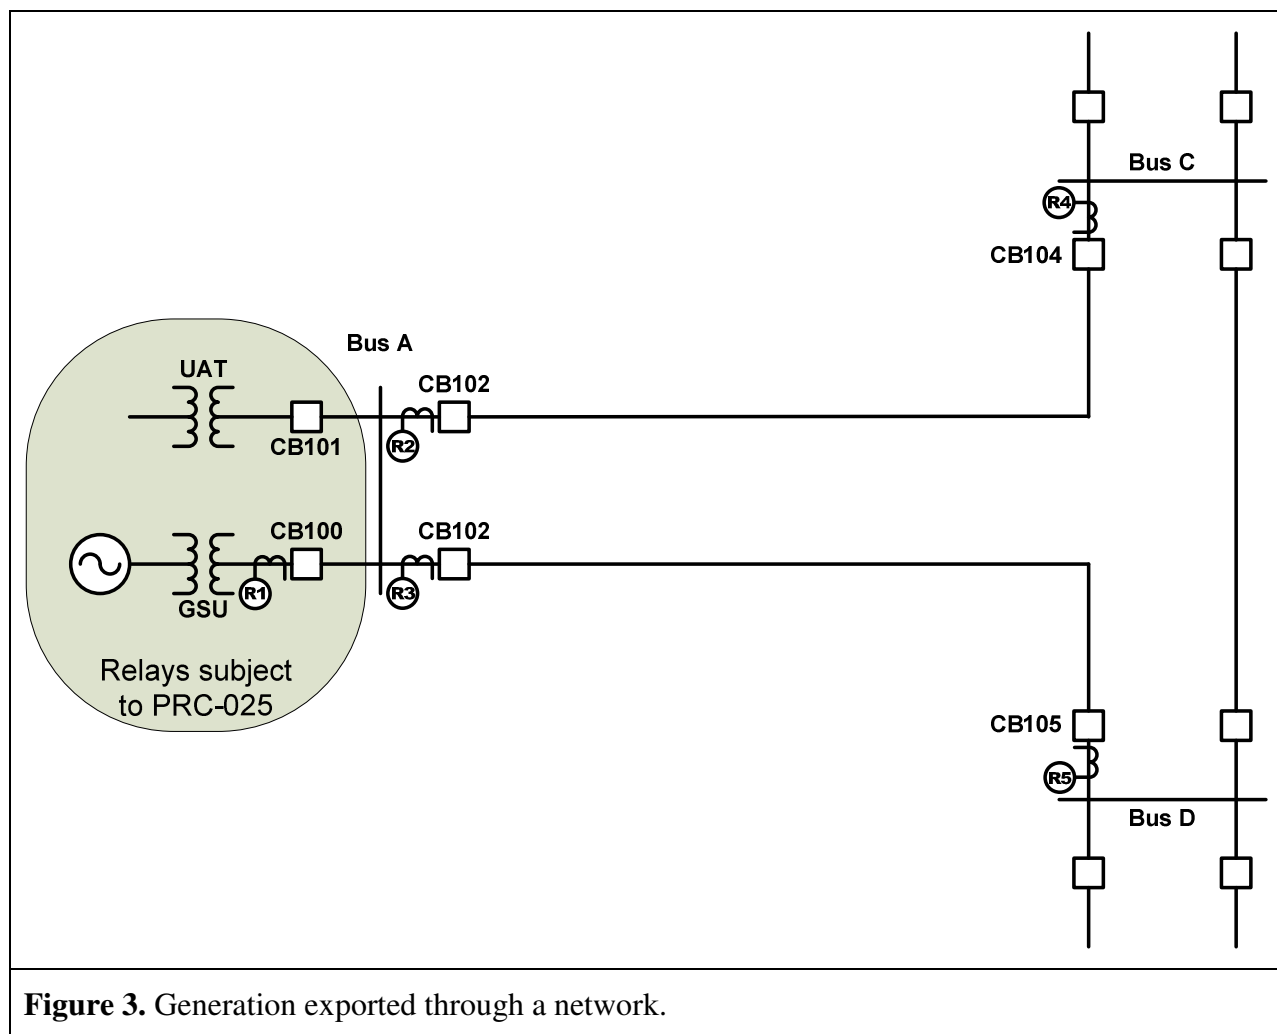 Bus C
R4
CB104
Bus A
UAT
CB102
CB101
R2
CB100
CB102
R1
R3
GSU
Relays subject
to PRC-025
CB105
R5
Bus D
Figure 3. Generation exported through a network.